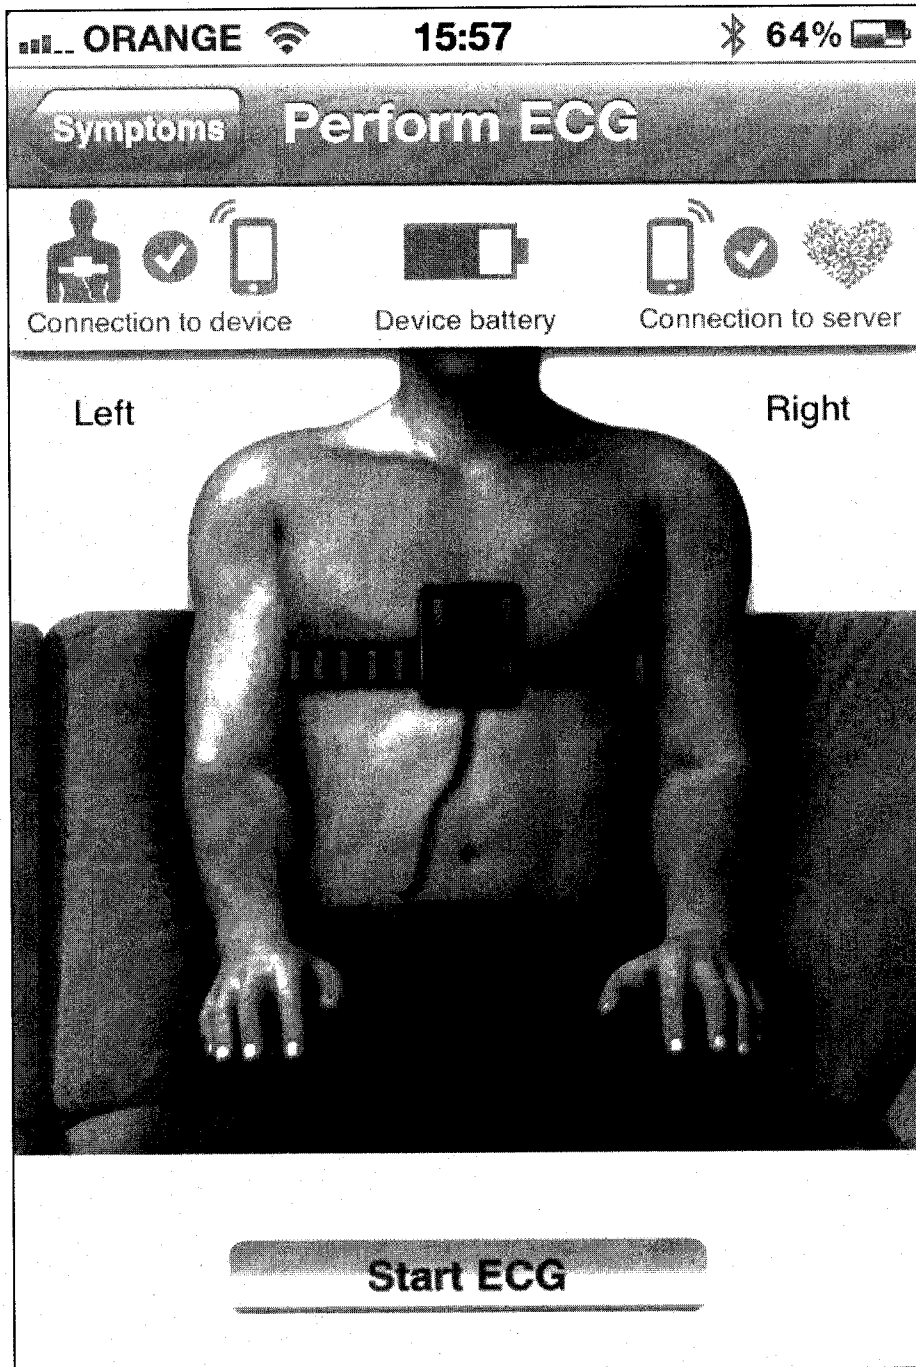 ORANGE 15:57 64%
Symptoms Perform ECG
Connection to device Device battery Connection to server
Left Right
Start ECG